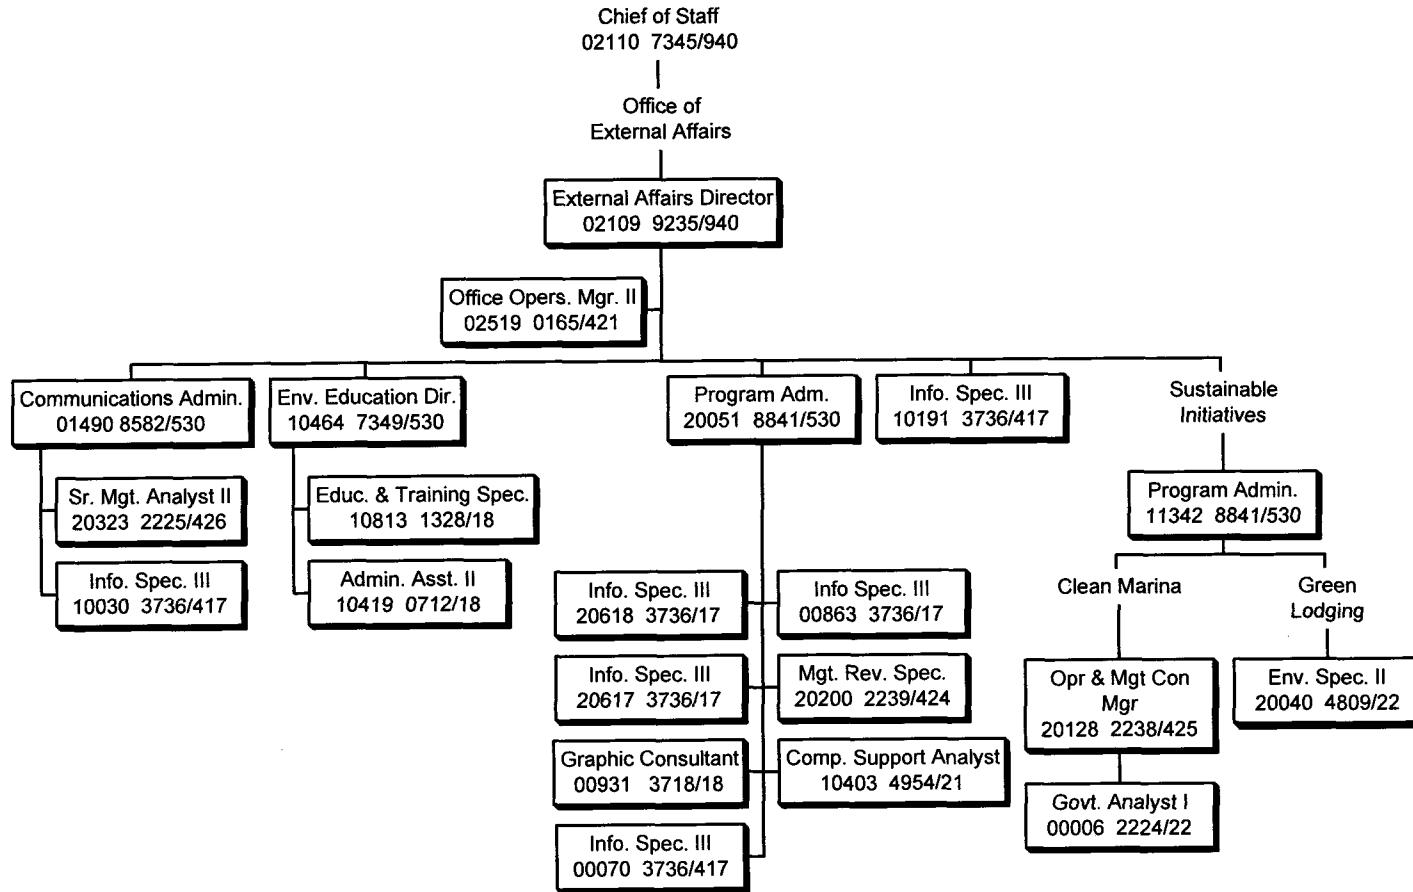 Chief of Staff
02110 7345/940
Office of
External Affairs
External Affairs Director
02109 9235/940
Office Opers. Mgr. II
02519 0165/421
Communications Admin.
01490 8582/530
Env. Education Dir.
10464 7349/530
Program Adm.
20051 8841/530
Info. Spec. III
10191 3736/417
Sustainable
Initiatives
Sr. Mgt. Analyst II
20323 2225/426
Info. Spec. III
10030 3736/417
Educ. & Training Spec.
10813 1328/18
Admin. Asst. II
10419 0712/18
Info. Spec. III
20618 3736/17
Info Spec. III
00863 3736/17
Info. Spec. III
20617 3736/17
Mgt. Rev. Spec.
20200 2239/424
Graphic Consultant
00931 3718/18
Comp. Support Analyst
10403 4954/21
Info. Spec. III
00070 3736/417
Program Admin.
11342 8841/530
Clean Marina
Green
Lodging
Opr & Mgt Con
Mgr
20128 2238/425
Env. Spec. II
20040 4809/22
Govt. Analyst I
00006 2224/22